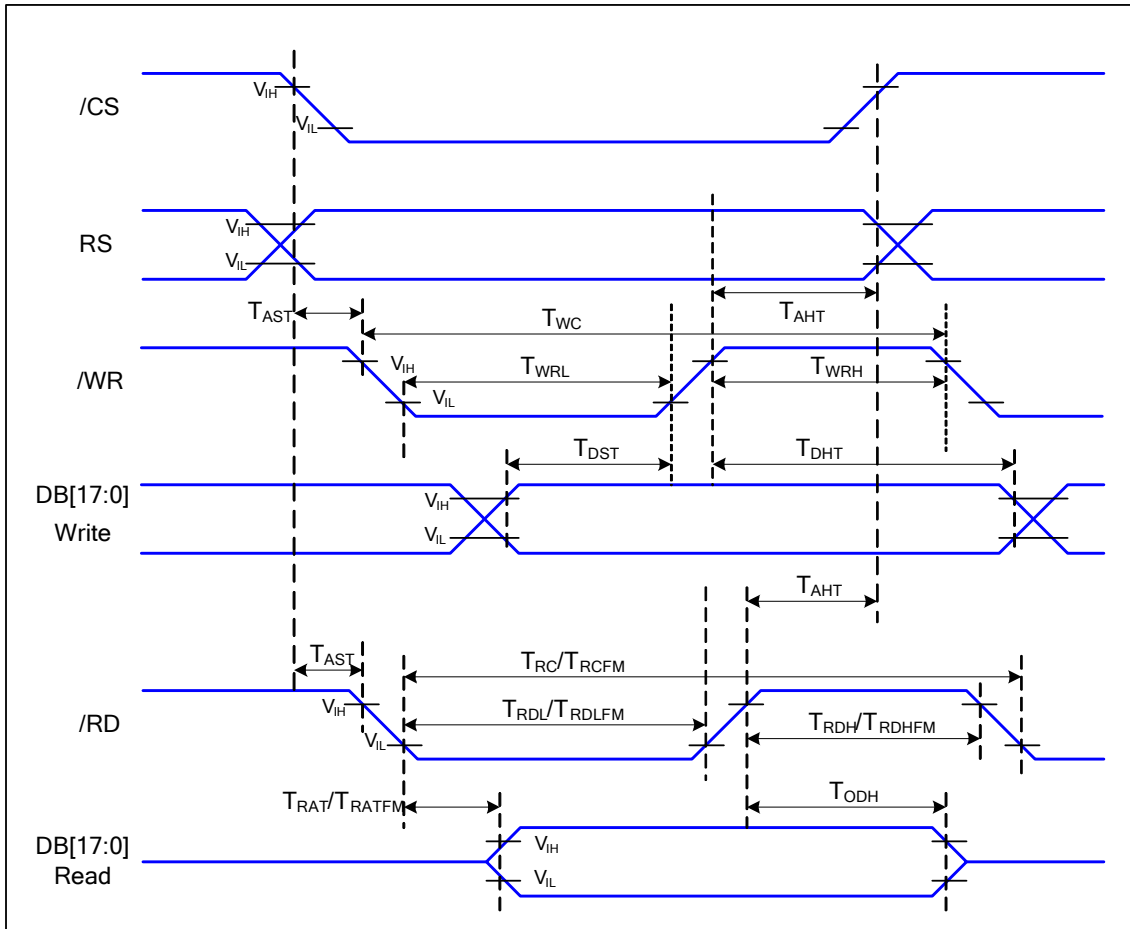 /CS
VIH
VIL
RS
VIH
VIL
TAST
TWC
TAHT
/WR
VIH
VIL
TWRL
TWRH
TDST
TDHT
DB[17:0]
Write
VIH
VIL
TAHT
TAST
TRC/TRCFM
/RD
VIH
VIL
TRDL/TRDLFM
TRDH/TRDHFM
TRAT/TRATFM
TODH
DB[17:0]
Read
VIH
VIL